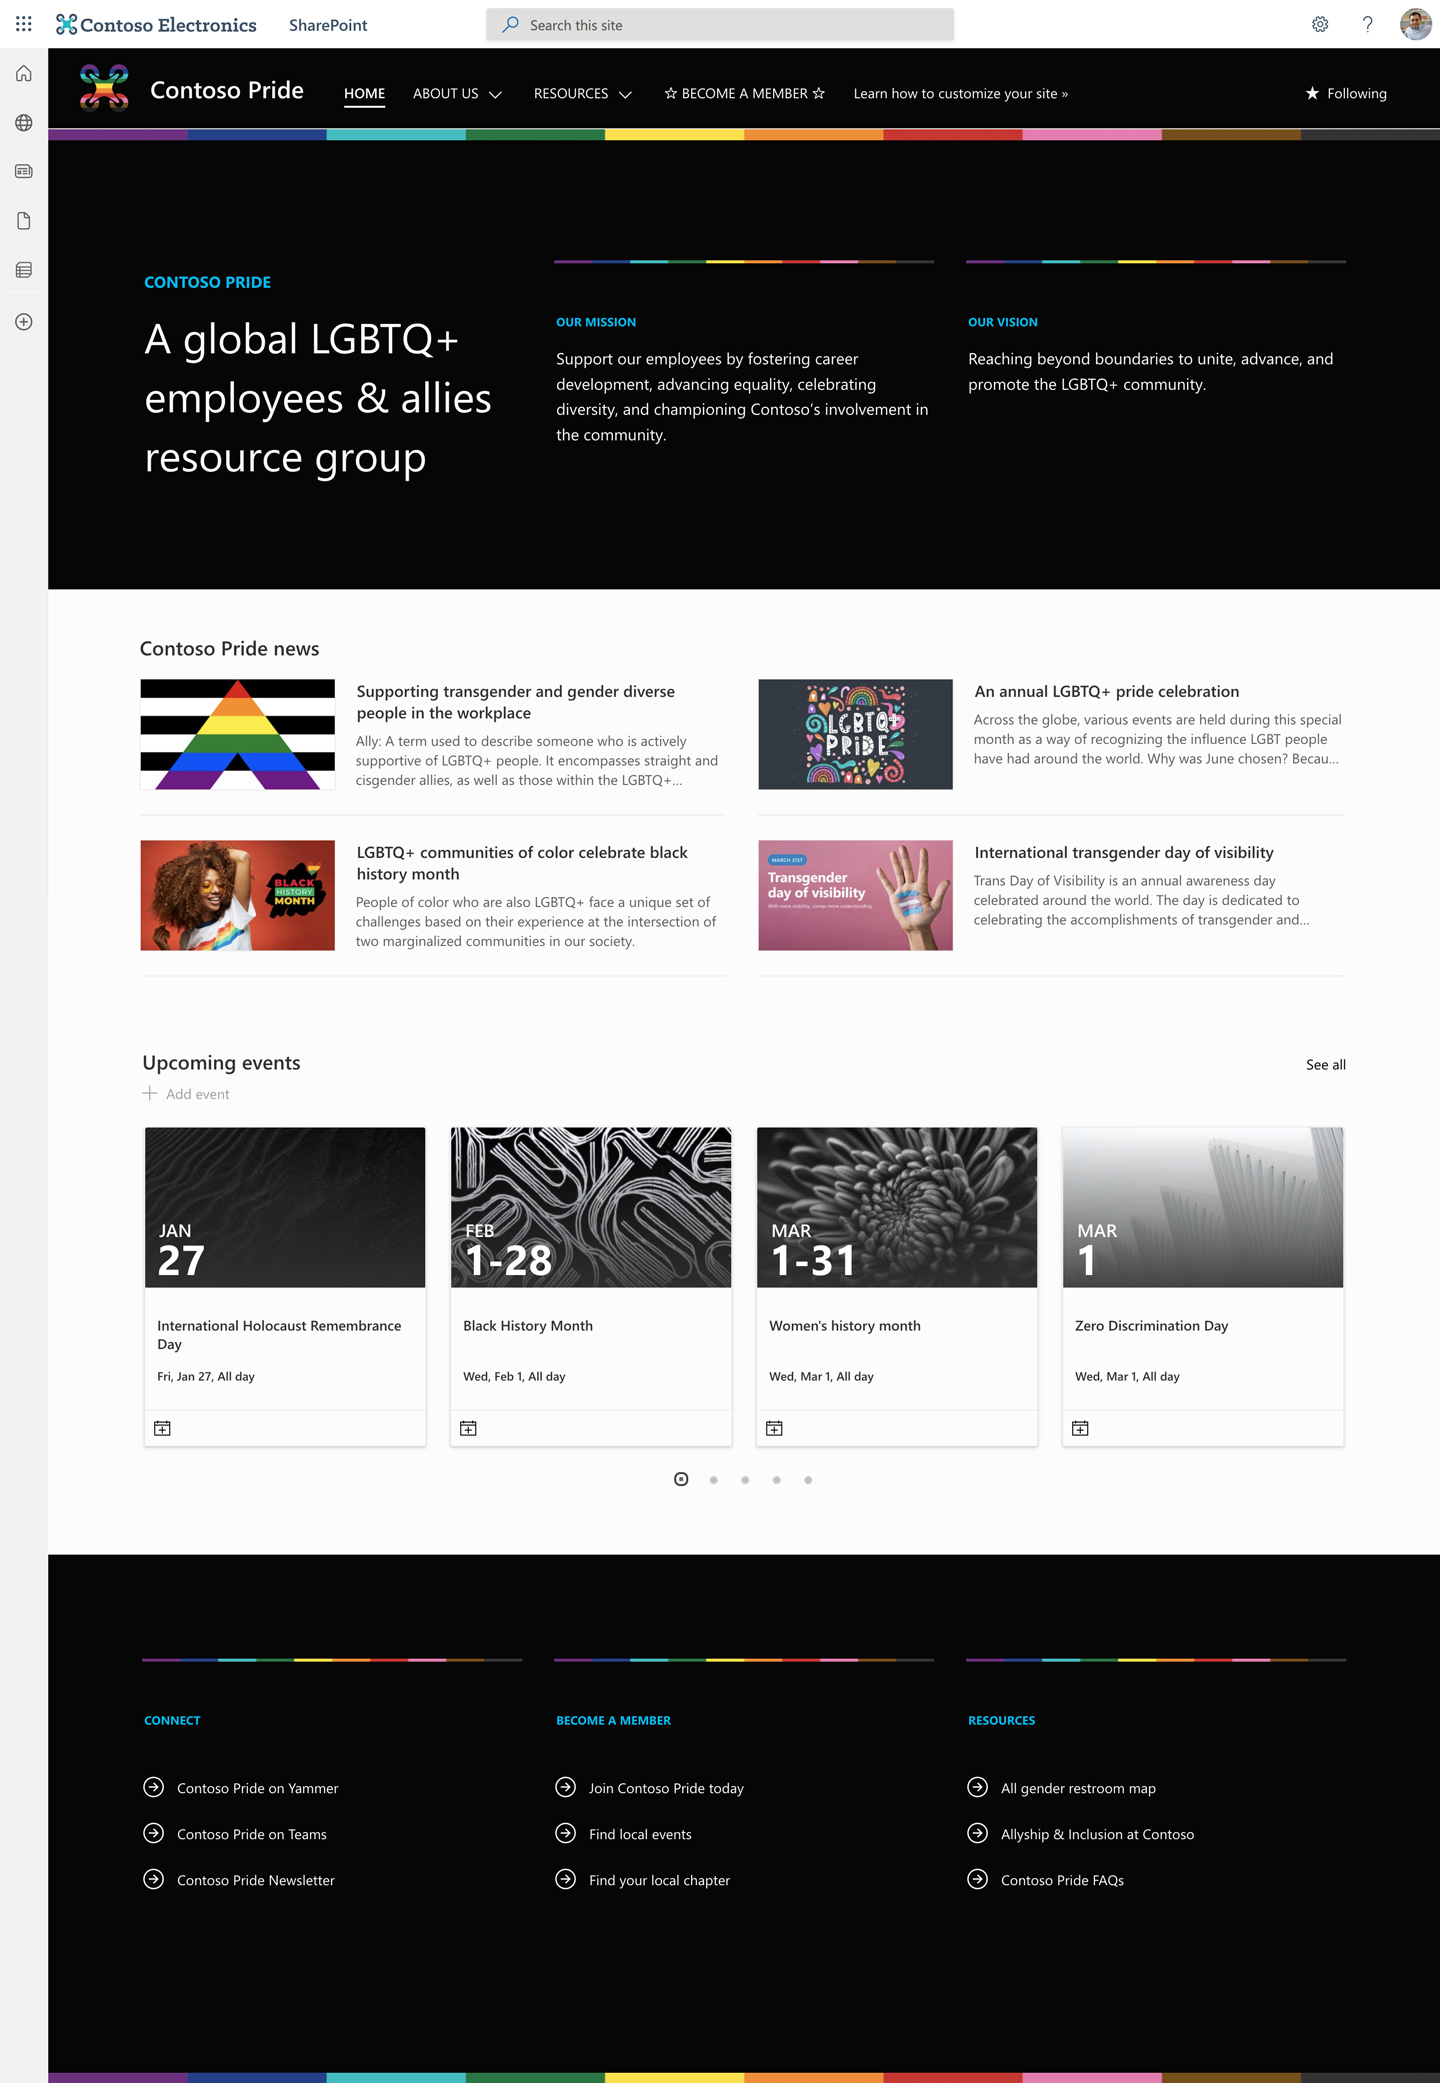 Contoso Electronics
SharePoint
Search this site
Contoso Pride
HOME
ABOUT US
RESOURCES
☆ BECOME A MEMBER ☆
Learn how to customize your site »
★ Following
CONTOSO PRIDE
A global LGBTQ+
employees & allies
resource group
OUR MISSION
Support our employees by fostering career
development, advancing equality, celebrating
diversity, and championing Contoso's involvement in
the community.
OUR VISION
Reaching beyond boundaries to unite, advance, and
promote the LGBTQ+ community.
Contoso Pride news
Supporting transgender and gender diverse
people in the workplace
Ally: A term used to describe someone who is actively
supportive of LGBTQ+ people. It encompasses straight and
cisgender allies, as well as those within the LGBTQ+...
LGBTQ+
PRIDE
An annual LGBTQ+ pride celebration
Across the globe, various events are held during this special
month as a way of recognizing the influence LGBT people
have had around the world. Why was June chosen? Becau...
BLACK
HISTORY
MONTH
LGBTQ+ communities of color celebrate black
history month
People of color who are also LGBTQ+ face a unique set of
challenges based on their experience at the intersection of
two marginalized communities in our society.
MARCH 31ST
Transgender
day of visibility
With more visibility, comes more understanding
International transgender day of visibility
Trans Day of Visibility is an annual awareness day
celebrated around the world. The day is dedicated to
celebrating the accomplishments of transgender and...
Upcoming events
See all
Add event
JAN
27
International Holocaust Remembrance
Day
Fri, Jan 27, All day
FEB
1-28
Black History Month
Wed, Feb 1, All day
MAR
1-31
Women's history month
Wed, Mar 1, All day
MAR
1
Zero Discrimination Day
Wed, Mar 1, All day
CONNECT
Contoso Pride on Yammer
Contoso Pride on Teams
Contoso Pride Newsletter
BECOME A MEMBER
Join Contoso Pride today
Find local events
Find your local chapter
RESOURCES
All gender restroom map
Allyship & Inclusion at Contoso
Contoso Pride FAQs